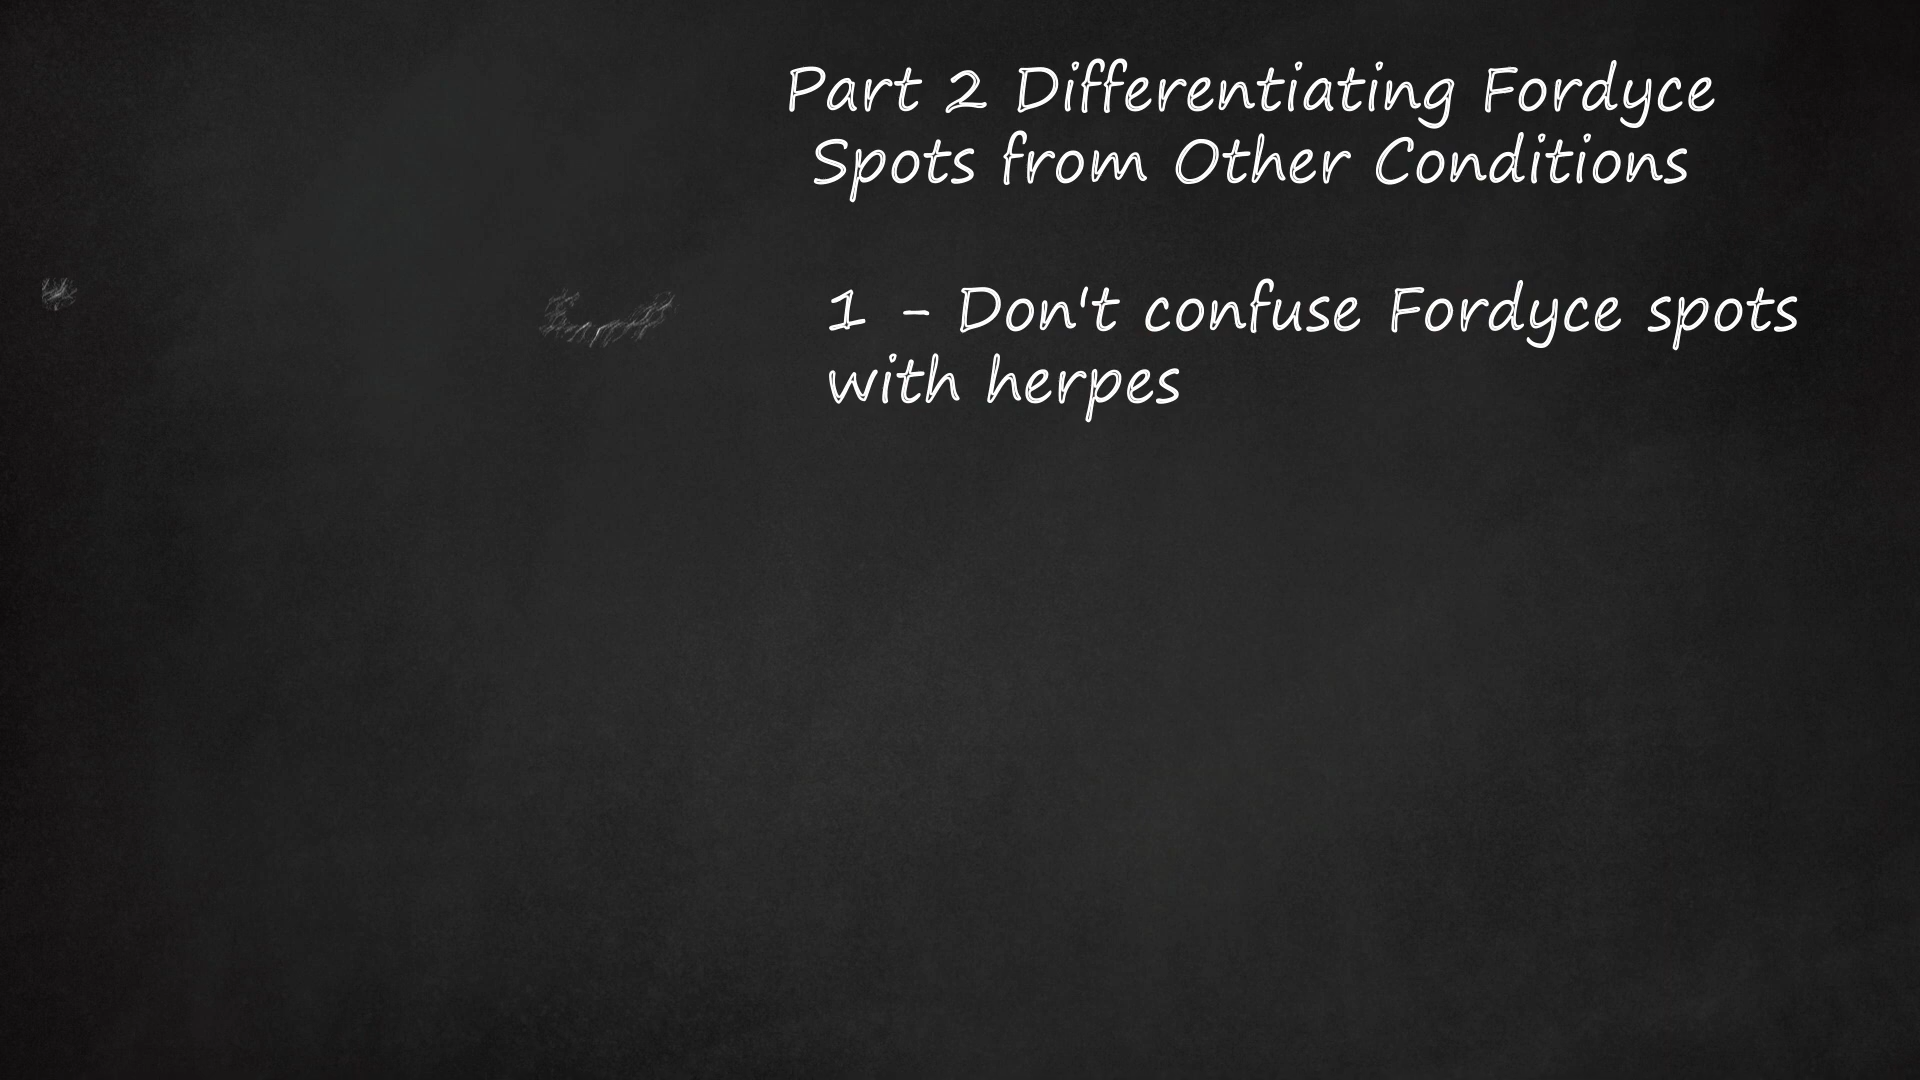 Part 2 Differentiating Fordyce
Spots from Other Conditions
1 - Don't confuse Fordyce spots
with herpes